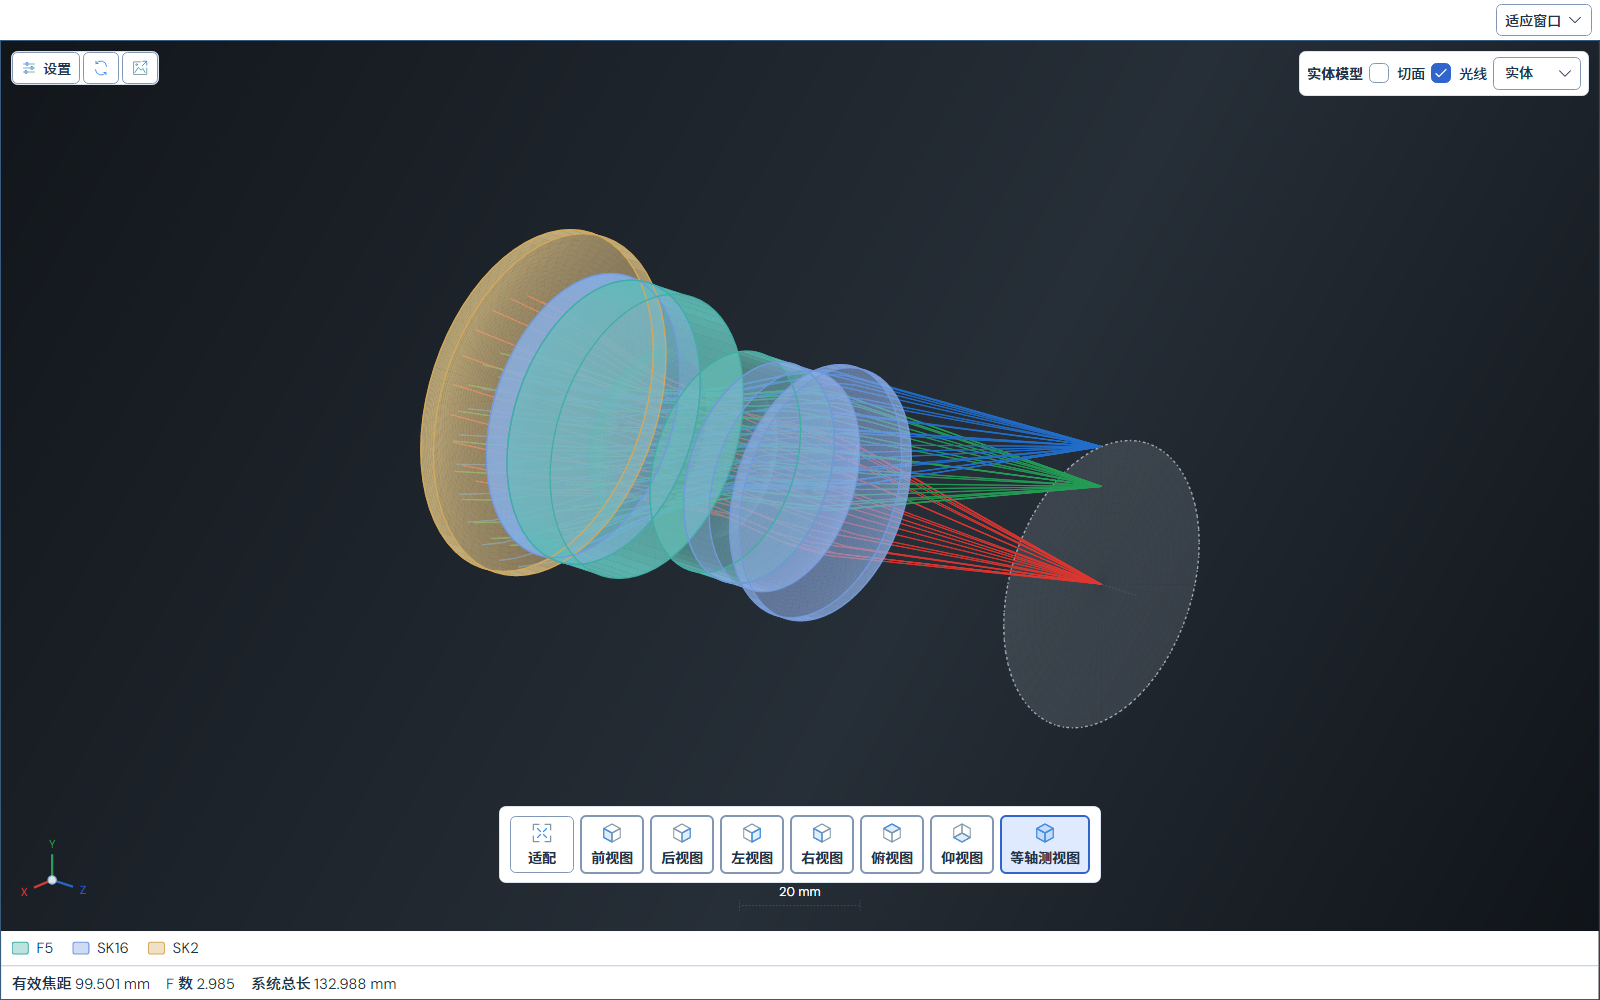 适应窗口
设置
实体模型 切面 光线 实体
Y
X
Z
适配 前视图 后视图 左视图 右视图 俯视图 仰视图 等轴测视图
20 mm
F5 SK16 SK2
有效焦距 99.501 mm F 数 2.985 系统总长 132.988 mm